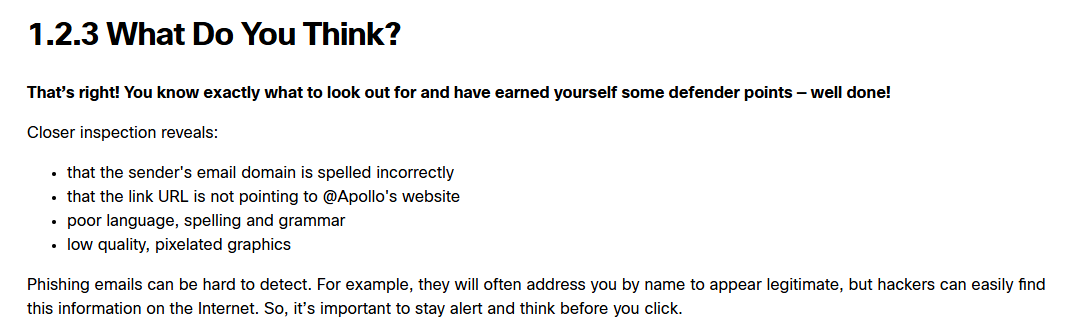 1.2.3 What Do You Think?
That’s right! You know exactly what to look out for and have earned yourself some defender points – well done!
Closer inspection reveals:
• that the sender's email domain is spelled incorrectly
• that the link URL is not pointing to @Apollo's website
• poor language, spelling and grammar
• low quality, pixelated graphics
Phishing emails can be hard to detect. For example, they will often address you by name to appear legitimate, but hackers can easily find
this information on the Internet. So, it’s important to stay alert and think before you click.